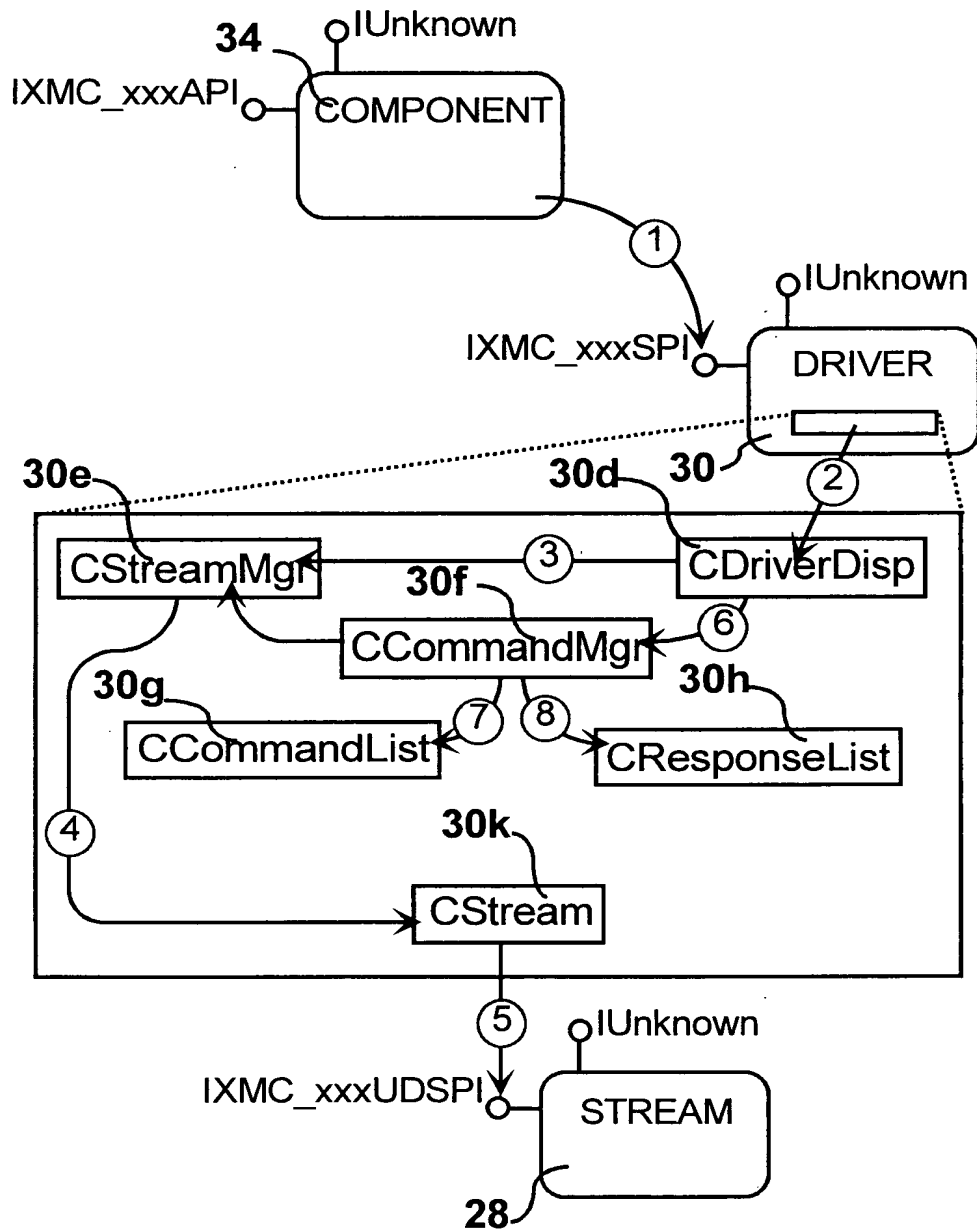 IUnknown
34
IXMC_xxxAPI
COMPONENT
1
IUnknown
IXMC_xxxSPI
DRIVER
30
2
30e
30d
CStreamMgr
3
CDriverDisp
30f
6
CCommandMgr
30g
30h
7
8
CCommandList
CResponseList
4
30k
CStream
5
IUnknown
IXMC_xxxUDSPI
STREAM
28